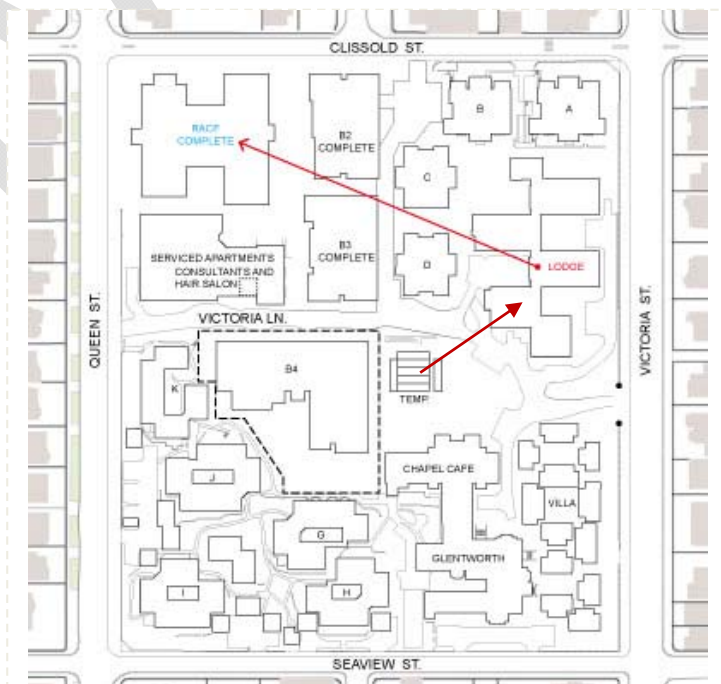 CLISSOLD ST.
B
A
RACF
COMPLETE
B2
COMPLETE
C
B3
COMPLETE
D
LODGE
SERVICED APARTMENTS
CONSULTANTS AND
HAIR SALON
VICTORIA LN.
QUEEN ST.
VICTORIA ST.
B4
K
TEMP.
CHAPEL CAFE
J
VILLA
G
GLENTWORTH
I
H
SEAVIEW ST.